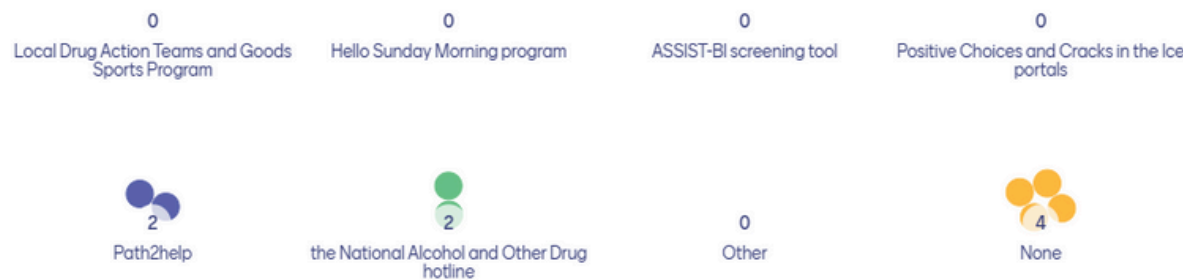 0
Local Drug Action Teams and Goods
Sports Program
0
Hello Sunday Morning program
0
ASSIST-BI screening tool
0
Positive Choices and Cracks in the Ice
portals
2
Path2help
2
the National Alcohol and Other Drug
hotline
0
Other
4
None